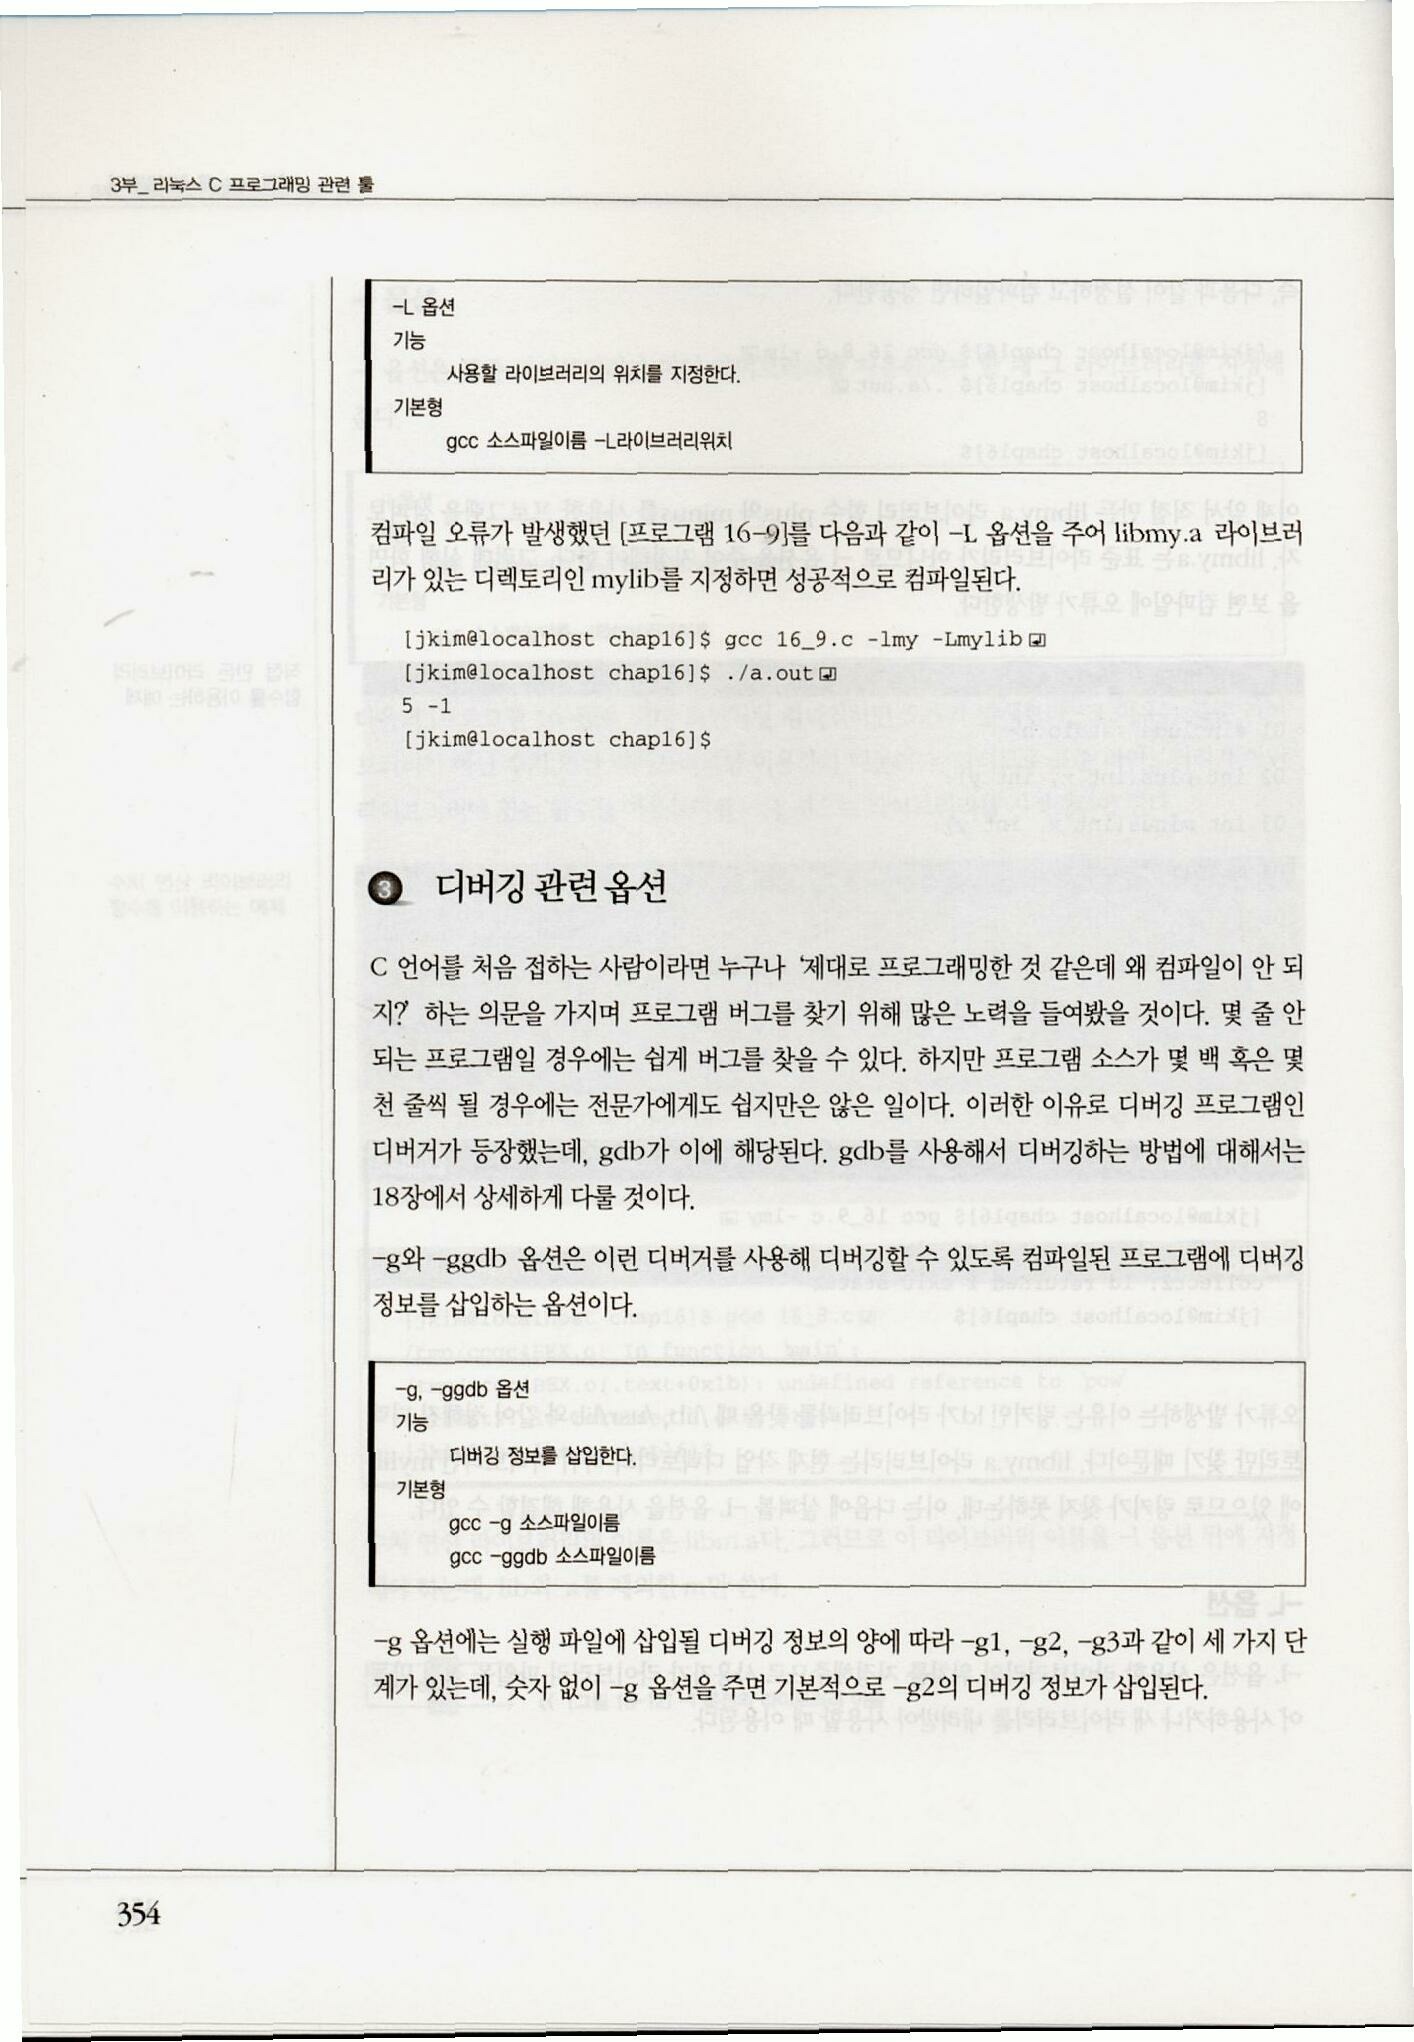 3부_ 리눅스 C 프로그래밍 관련 툴
-L 옵션
기능
사용할 라이브러리의 위치를 지정한다.
기본형
gcc 소스파일이름 -L라이브러리위치
컴파일 오류가 발생했던 [프로그램 16-9]를 다음과 같이 -L 옵션을 주어 libmy.a 라이브러
리가 있는 디렉토리인 mylib를 지정하면 성공적으로 컴파일된다.
[jkim@localhost chap16]$ gcc 16_9.c -lmy -Lmylib
[jkim@localhost chap16]$ ./a.out
5 -1
[jkim@localhost chap16]$
3 디버깅 관련 옵션
C 언어를 처음 접하는 사람이라면 누구나 ‘제대로 프로그래밍한 것 같은데 왜 컴파일이 안 되
지?’ 하는 의문을 가지며 프로그램 버그를 찾기 위해 많은 노력을 들여봤을 것이다. 몇 줄 안
되는 프로그램일 경우에는 쉽게 버그를 찾을 수 있다. 하지만 프로그램 소스가 몇 백 혹은 몇
천 줄씩 될 경우에는 전문가에게도 쉽지만은 않은 일이다. 이러한 이유로 디버깅 프로그램인
디버거가 등장했는데, gdb가 이에 해당된다. gdb를 사용해서 디버깅하는 방법에 대해서는
18장에서 상세하게 다룰 것이다.
-g와 -ggdb 옵션은 이런 디버거를 사용해 디버깅할 수 있도록 컴파일된 프로그램에 디버깅
정보를 삽입하는 옵션이다.
-g, -ggdb 옵션
기능
디버깅 정보를 삽입한다.
기본형
gcc -g 소스파일이름
gcc -ggdb 소스파일이름
-g 옵션에는 실행 파일에 삽입될 디버깅 정보의 양에 따라 -g1, -g2, -g3과 같이 세 가지 단
계가 있는데, 숫자 없이 -g 옵션을 주면 기본적으로 -g2의 디버깅 정보가 삽입된다.
354